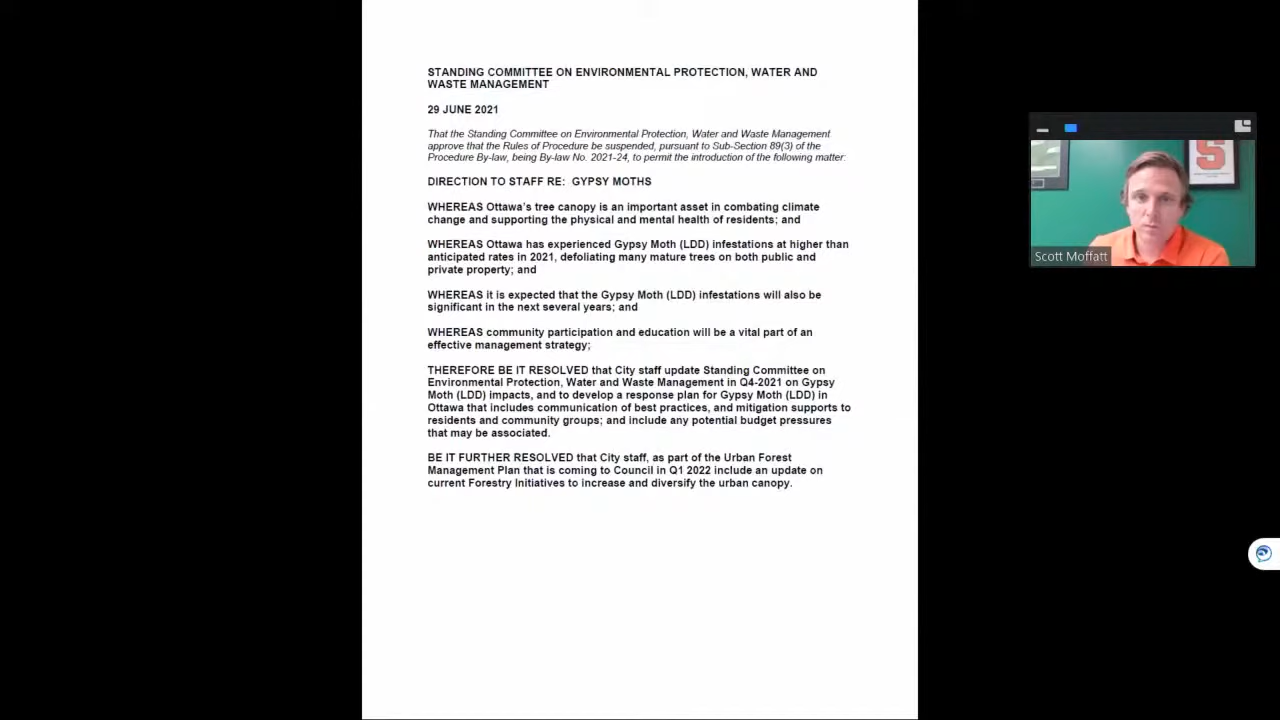 STANDING COMMITTEE ON ENVIRONMENTAL PROTECTION, WATER AND
WASTE MANAGEMENT
29 JUNE 2021
That the Standing Committee on Environmental Protection, Water and Waste Management
approve that the Rules of Procedure be suspended, pursuant to Sub-Section 89(3) of the
Procedure By-law, being By-law No. 2021-24, to permit the introduction of the following matter:
DIRECTION TO STAFF RE: GYPSY MOTHS
WHEREAS Ottawa's tree canopy is an important asset in combating climate
change and supporting the physical and mental health of residents; and
WHEREAS Ottawa has experienced Gypsy Moth (LDD) infestations at higher than
anticipated rates in 2021, defoliating many mature trees on both public and
private property; and
WHEREAS it is expected that the Gypsy Moth (LDD) infestations will also be
significant in the next several years; and
WHEREAS community participation and education will be a vital part of an
effective management strategy;
THEREFORE BE IT RESOLVED that City staff update Standing Committee on
Environmental Protection, Water and Waste Management in Q4-2021 on Gypsy
Moth (LDD) impacts, and to develop a response plan for Gypsy Moth (LDD) in
Ottawa that includes communication of best practices, and mitigation supports to
residents and community groups; and include any potential budget pressures
that may be associated.
BE IT FURTHER RESOLVED that City staff, as part of the Urban Forest
Management Plan that is coming to Council in Q1 2022 include an update on
current Forestry Initiatives to increase and diversify the urban canopy.
S
Scott Moffatt